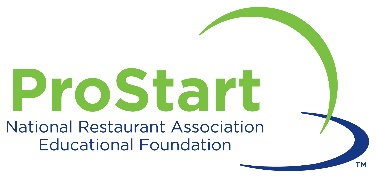 ProStart
National Restaurant Association
Educational Foundation
TM